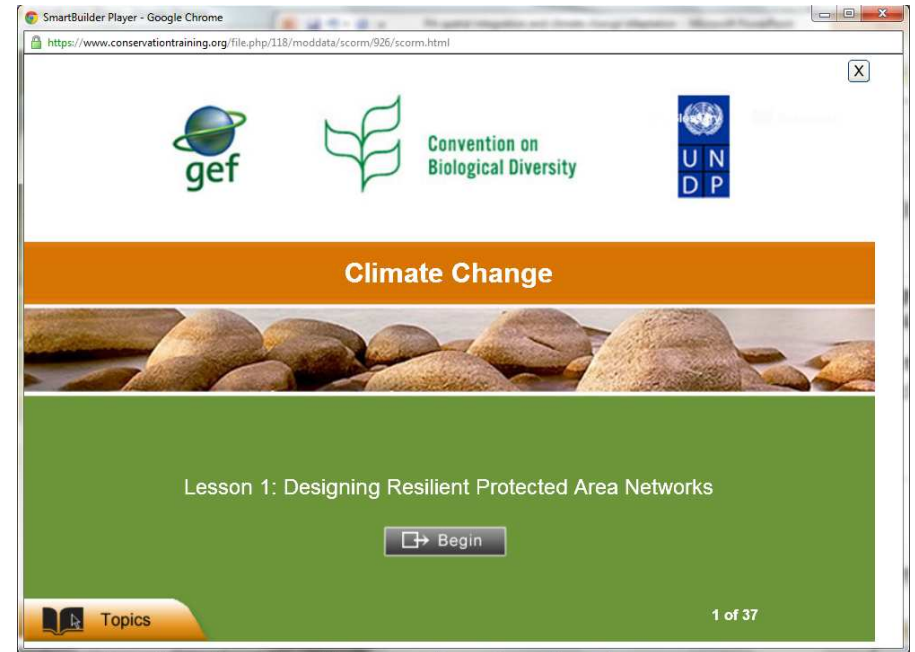 SmartBuilder Player - Google Chrome
https://www.conservationtraining.org/file.php/118/moddata/scorm/926/scorm.html
X
gef
Convention on
Biological Diversity
U N
D P
Climate Change
Lesson 1: Designing Resilient Protected Area Networks
Begin
Topics
1 of 37